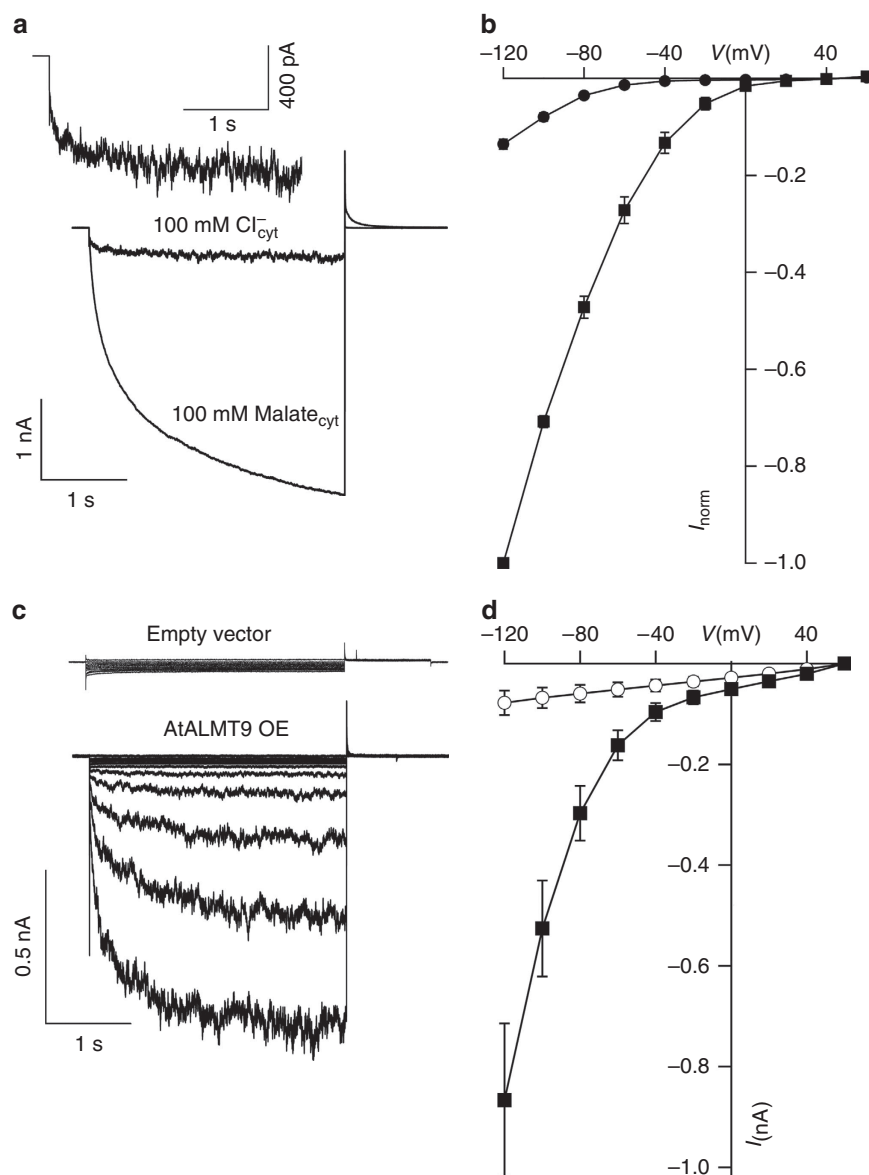 a
400 pA
1 s
100 mM Cl⁻cyt
100 mM Malatecyt
1 nA
1 s
b
−120 −80 −40 V(mV) 40
−0.2
−0.4
−0.6
−0.8
−1.0
Inorm
c
Empty vector
AtALMT9 OE
0.5 nA
1 s
d
−120 −80 −40 V(mV) 40
−0.2
−0.4
−0.6
−0.8
−1.0
I(nA)